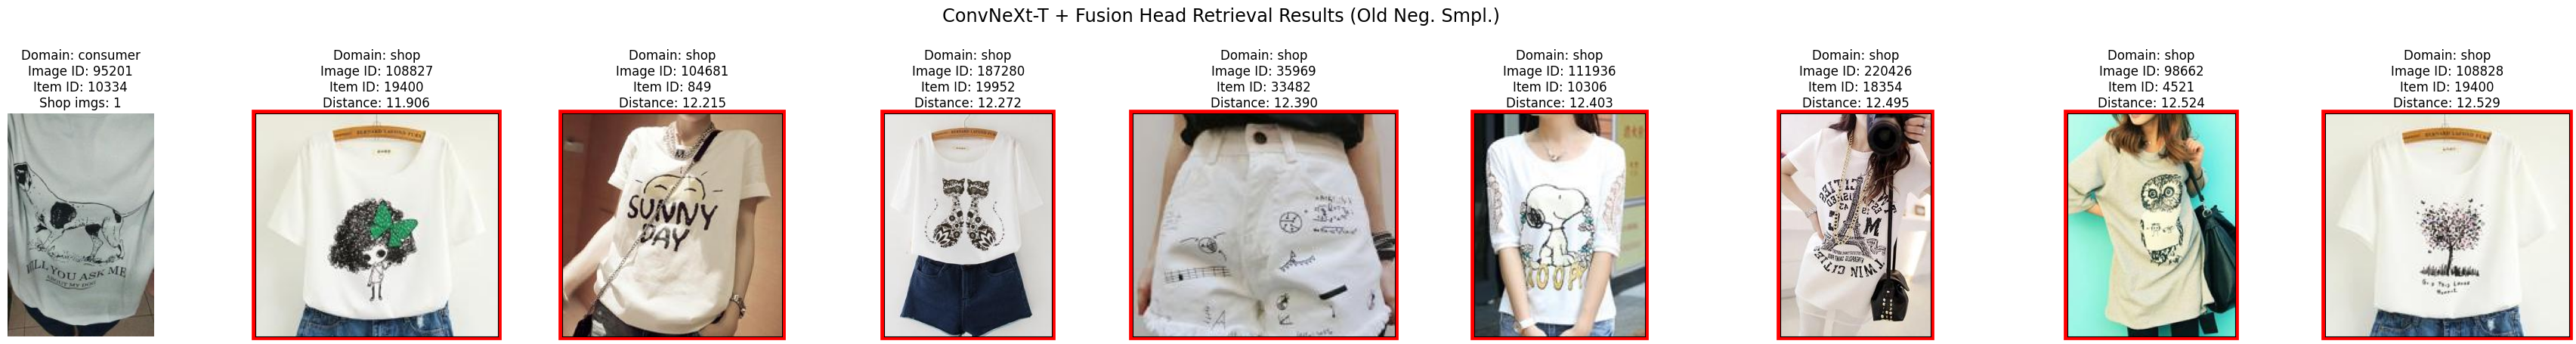 ConvNeXt-T + Fusion Head Retrieval Results (Old Neg. Smpl.)
Domain: consumer
Image ID: 95201
Item ID: 10334
Shop imgs: 1
Domain: shop
Image ID: 108827
Item ID: 19400
Distance: 11.906
Domain: shop
Image ID: 104681
Item ID: 849
Distance: 12.215
Domain: shop
Image ID: 187280
Item ID: 19952
Distance: 12.272
Domain: shop
Image ID: 35969
Item ID: 33482
Distance: 12.390
Domain: shop
Image ID: 111936
Item ID: 10306
Distance: 12.403
Domain: shop
Image ID: 220426
Item ID: 18354
Distance: 12.495
Domain: shop
Image ID: 98662
Item ID: 4521
Distance: 12.524
Domain: shop
Image ID: 108828
Item ID: 19400
Distance: 12.529
YOU ASK ME
ABOUT MY DOG
SUNNY
DAY
TWIN CITIES